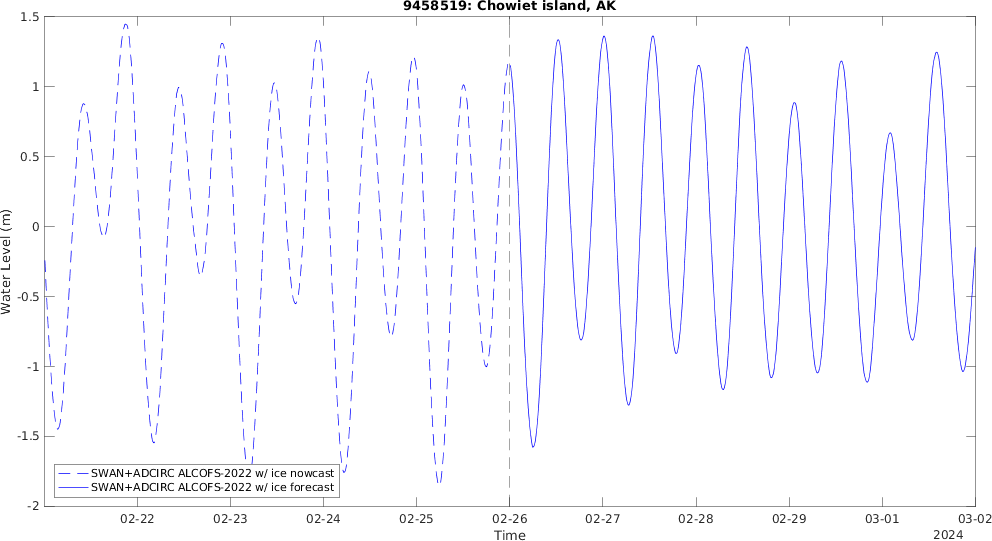 9458519: Chowiet island, AK
1.5
1
0.5
0
-0.5
-1
-1.5
-2
Water Level (m)
SWAN+ADCIRC ALCOFS-2022 w/ ice nowcast
SWAN+ADCIRC ALCOFS-2022 w/ ice forecast
02-22 02-23 02-24 02-25 02-26 02-27 02-28 02-29 03-01 03-02
Time
2024